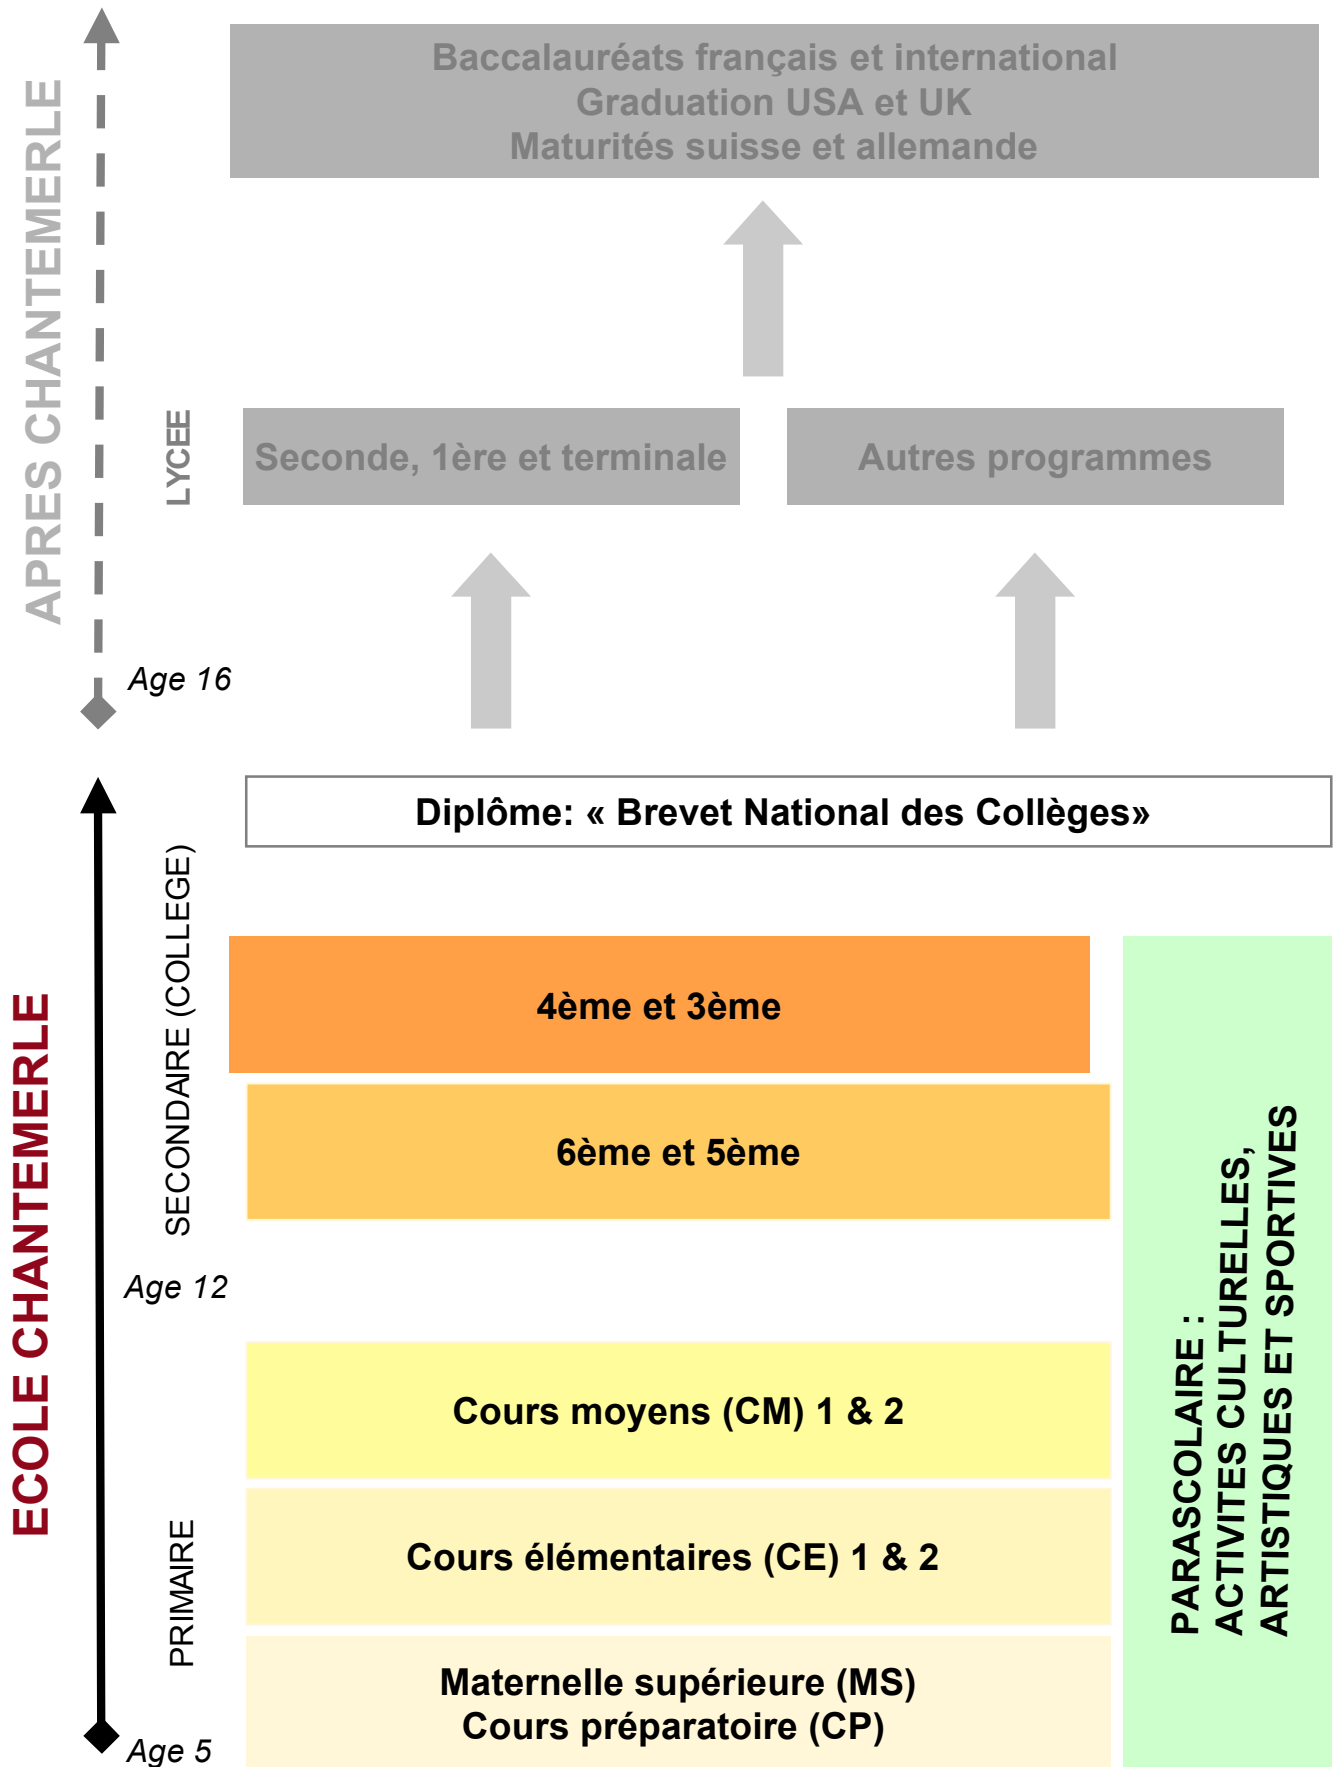 APRES CHANTEMERLE
Baccalauréats français et international
Graduation USA et UK
Maturités suisse et allemande
LYCEE
Seconde, 1ère et terminale
Autres programmes
Age 16
Diplôme: « Brevet National des Collèges»
ECOLE CHANTEMERLE
SECONDAIRE (COLLEGE)
4ème et 3ème
6ème et 5ème
Age 12
PRIMAIRE
Cours moyens (CM) 1 & 2
Cours élémentaires (CE) 1 & 2
Maternelle supérieure (MS)
Cours préparatoire (CP)
Age 5
PARASCOLAIRE :
ACTIVITES CULTURELLES,
ARTISTIQUES ET SPORTIVES